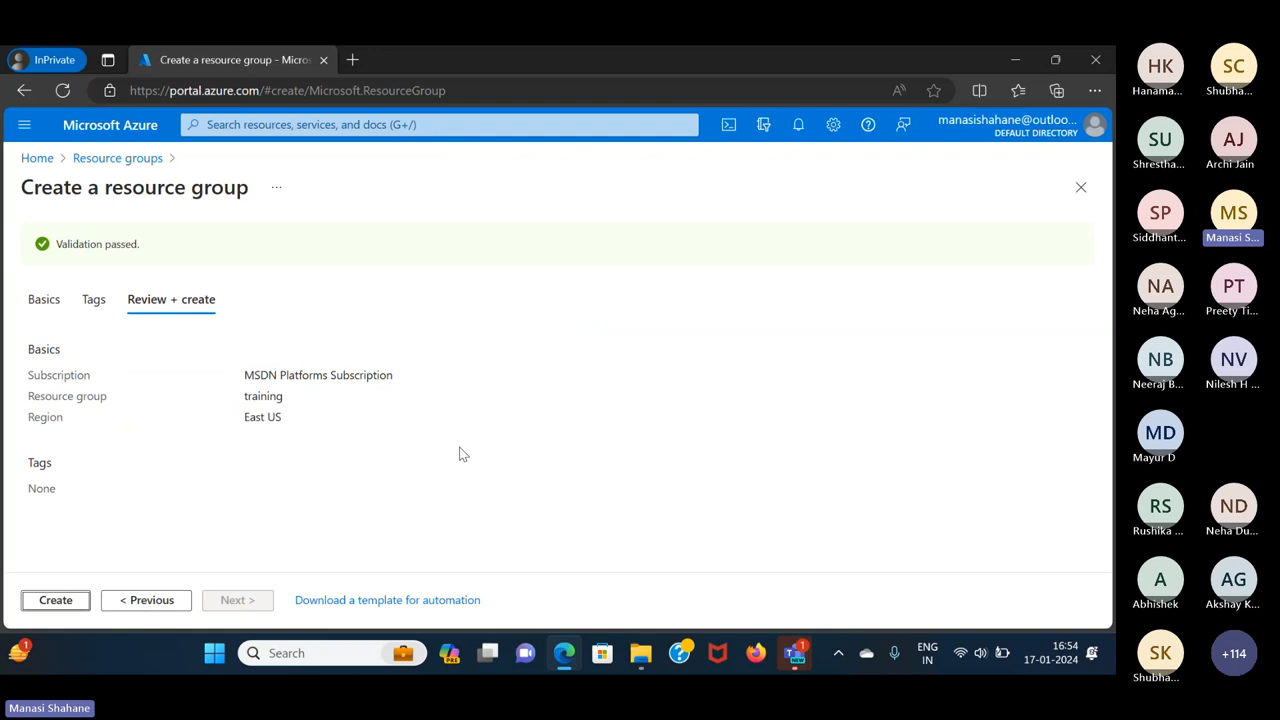 InPrivate
Create a resource group - Micros
https://portal.azure.com/#create/Microsoft.ResourceGroup
Microsoft Azure
Search resources, services, and docs (G+/)
manasishahane@outloo...
DEFAULT DIRECTORY
Home > Resource groups >
Create a resource group ...
Validation passed.
Basics Tags Review + create
Basics
Subscription MSDN Platforms Subscription
Resource group training
Region East US
Tags
None
Create < Previous Next > Download a template for automation
1
Search
PRE
1
NEW
ENG
IN
16:54
17-01-2024
Manasi Shahane
HK
Hanama...
SC
Shubha...
SU
Shrestha...
AJ
Archi Jain
SP
Siddhant...
MS
Manasi S...
NA
Neha Ag...
PT
Preety Ti...
NB
Neeraj B...
NV
Nilesh H ...
MD
Mayur D
RS
Rushika ...
ND
Neha Du...
A
Abhishek
AG
Akshay K...
SK
Shubha...
+114